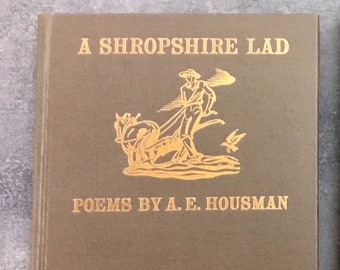 A SHROPSHIRE LAD
POEMS BY A. E. HOUSMAN